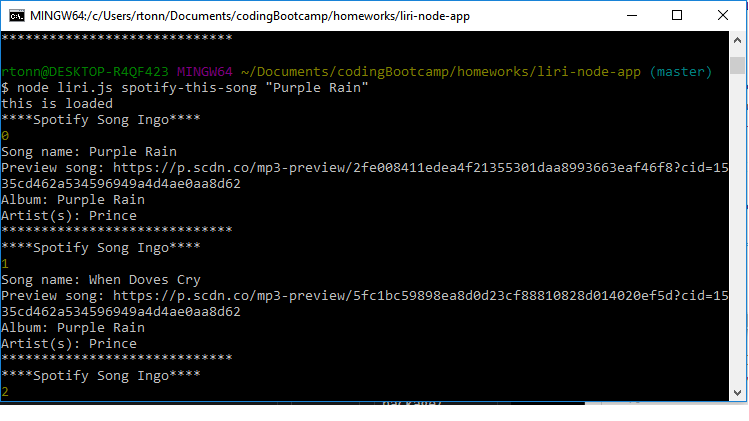 MINGW64:/c/Users/rtonn/Documents/codingBootcamp/homeworks/liri-node-app
*****************************
rtonn@DESKTOP-R4QF423 MINGW64 ~/Documents/codingBootcamp/homeworks/liri-node-app (master)
$ node liri.js spotify-this-song "Purple Rain"
this is loaded
****Spotify Song Ingo****
0
Song name: Purple Rain
Preview song: https://p.scdn.co/mp3-preview/2fe008411edea4f21355301daa8993663eaf46f8?cid=15
35cd462a534596949a4d4ae0aa8d62
Album: Purple Rain
Artist(s): Prince
*****************************
****Spotify Song Ingo****
1
Song name: When Doves Cry
Preview song: https://p.scdn.co/mp3-preview/5fc1bc59898ea8d0d23cf88810828d014020ef5d?cid=15
35cd462a534596949a4d4ae0aa8d62
Album: Purple Rain
Artist(s): Prince
*****************************
****Spotify Song Ingo****
2